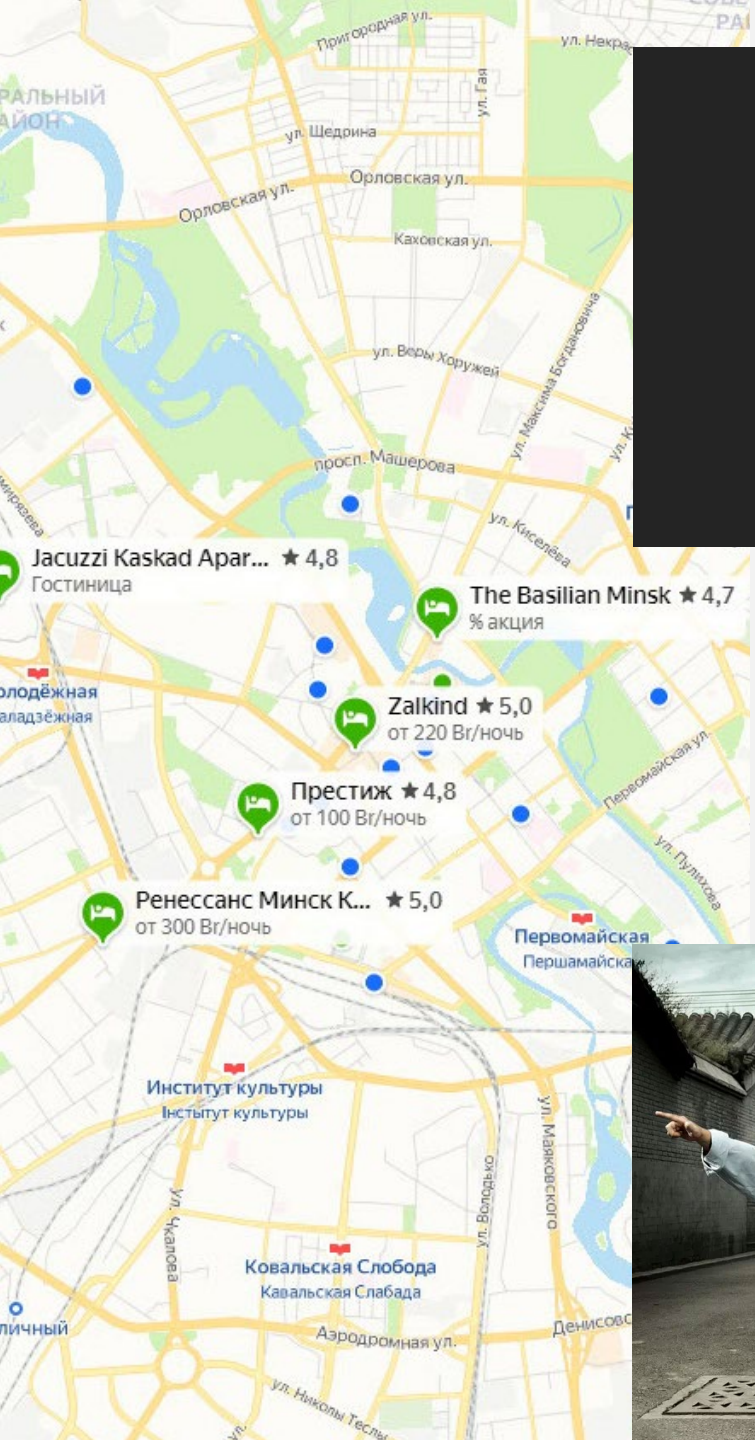 Пригородная ул.
ул. Некрас
ул. Гая
РАЛЬНЫЙ
АЙОН
ул. Щедрина
Орловская ул.
Орловская ул.
Каховская ул.
ул. Максима Богдановича
ул. Веры Хоружей
просп. Машерова
ул. Киселёва
Jacuzzi Kaskad Apar... ★ 4,8
Гостиница
The Basilian Minsk ★ 4,7
% акция
олодёжная
аладзёжная
Zalkind ★ 5,0
от 220 Br/ночь
Первомайская ул.
Престиж ★ 4,8
от 100 Br/ночь
ул. Пулихова
Ренессанс Минск К... ★ 5,0
от 300 Br/ночь
Первомайская
Першамайска
Институт культуры
Інстытут культуры
ул. Маяковского
ул. Володько
ул. Чкалова
Ковальская Слобода
Кавальская Слабада
личный
Аэродромная ул.
Денисовс
ул. Николы Теслы